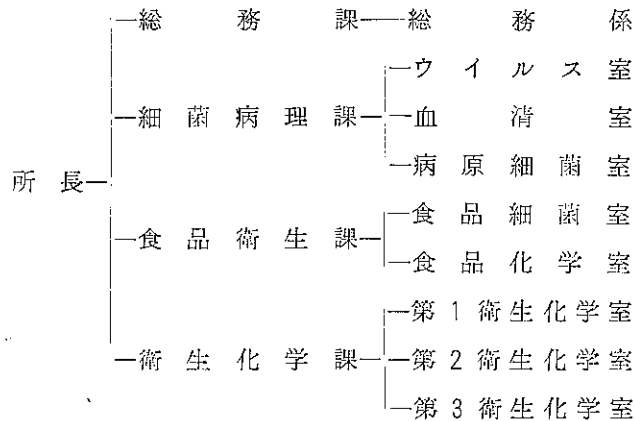 総務課 総務係
ウイルス室
細菌病理課 血清室
病原細菌室
所長
食品細菌室
食品衛生課
食品化学室
第1衛生化学室
衛生化学課 第2衛生化学室
第3衛生化学室